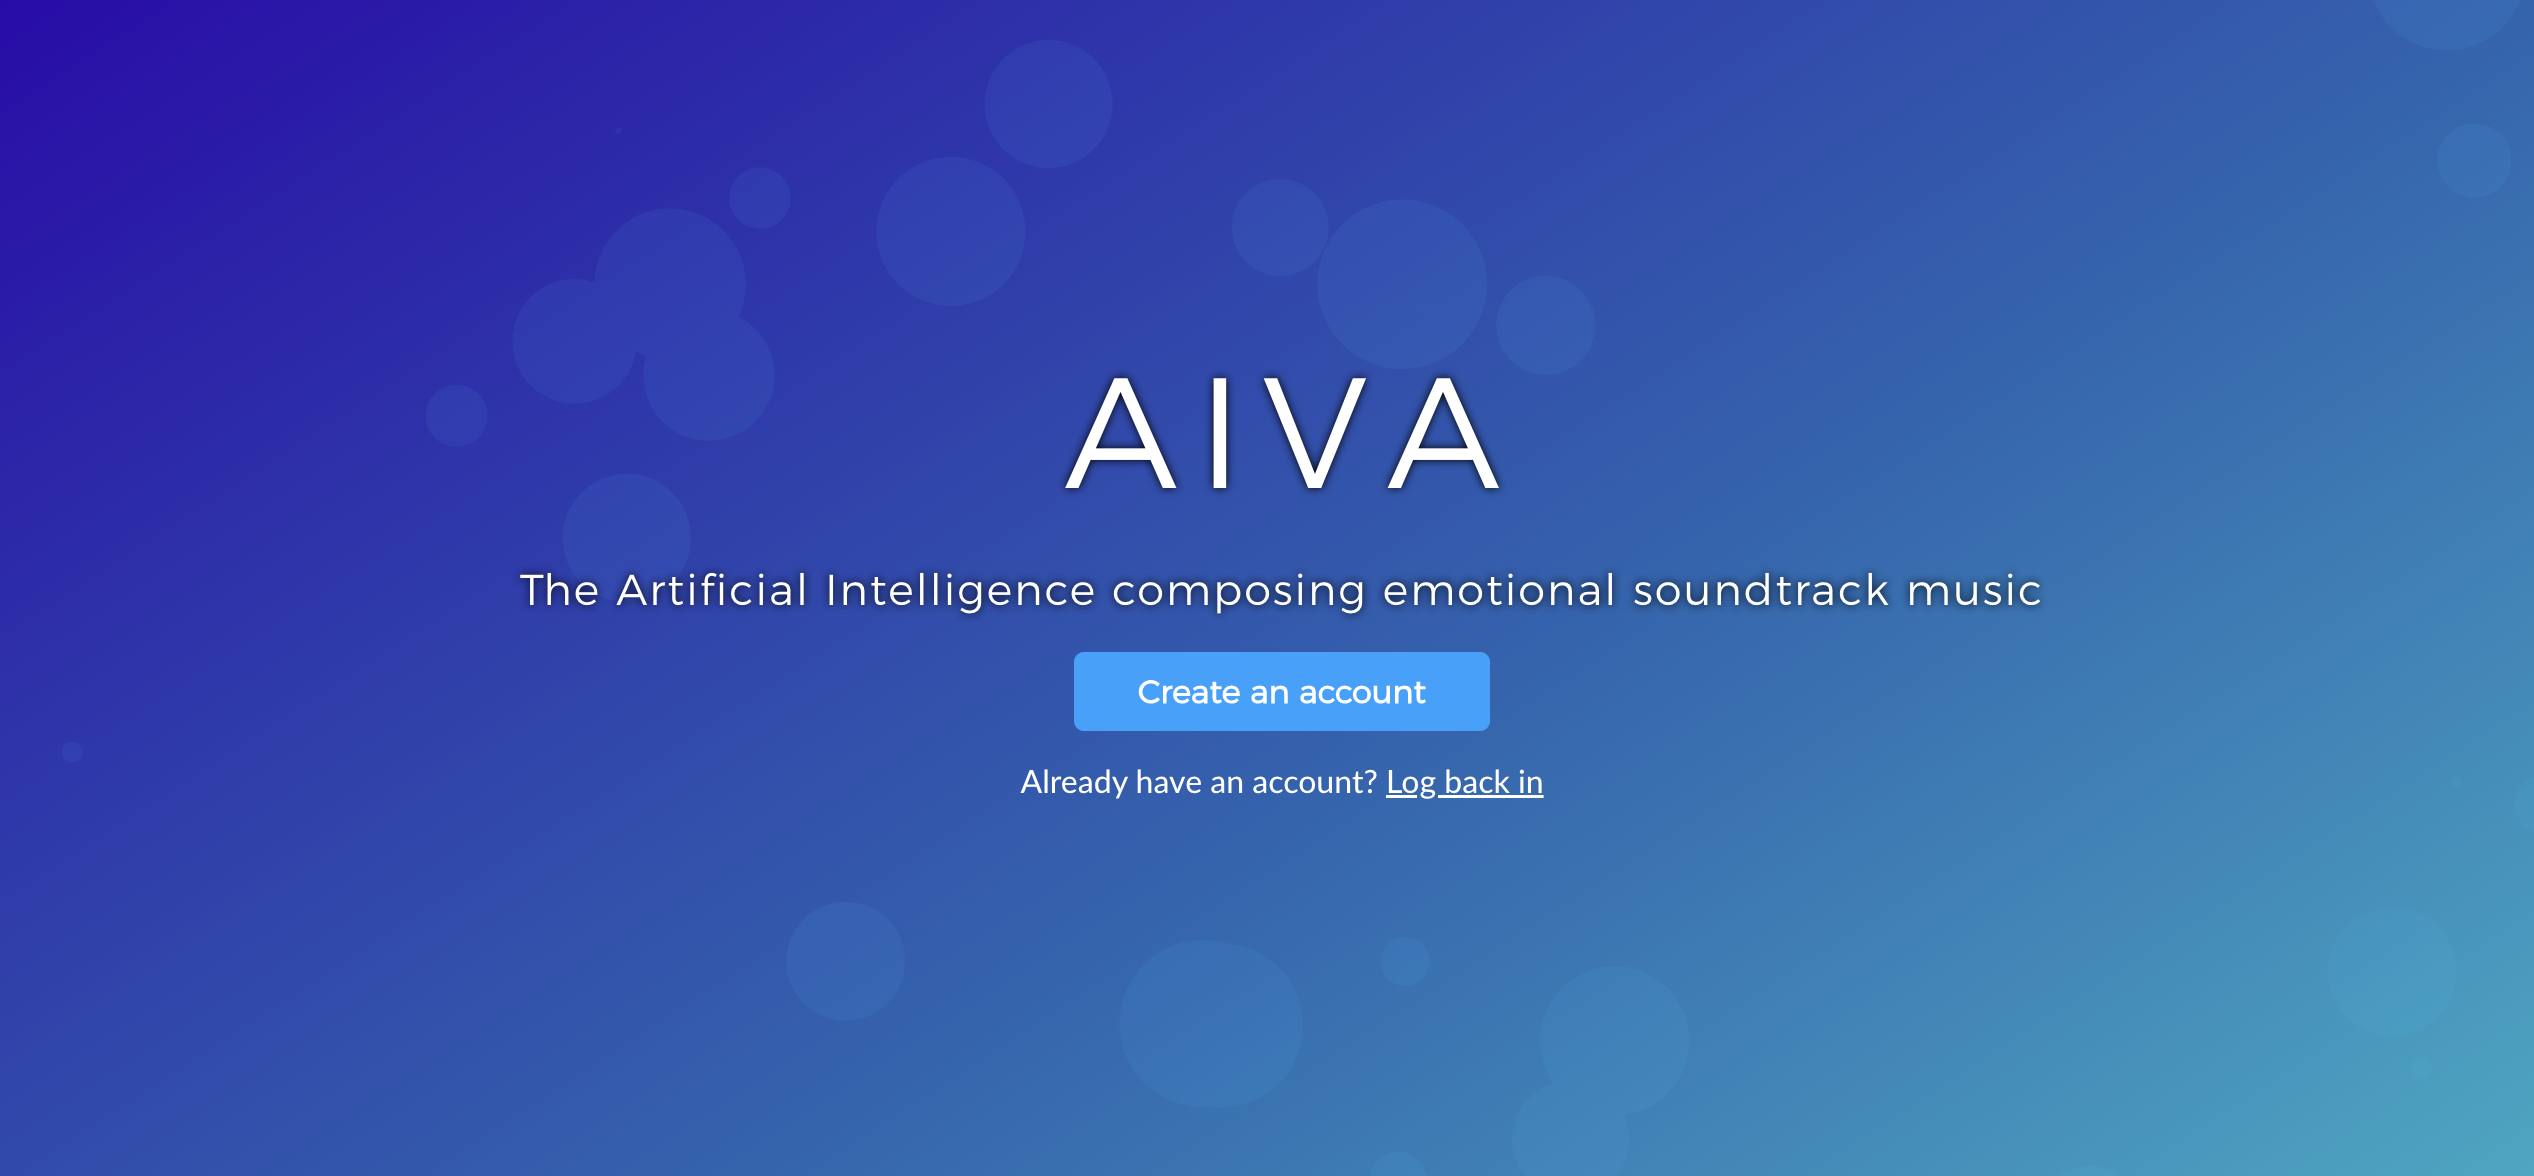 AIVA
The Artificial Intelligence composing emotional soundtrack music
Create an account
Already have an account? Log back in